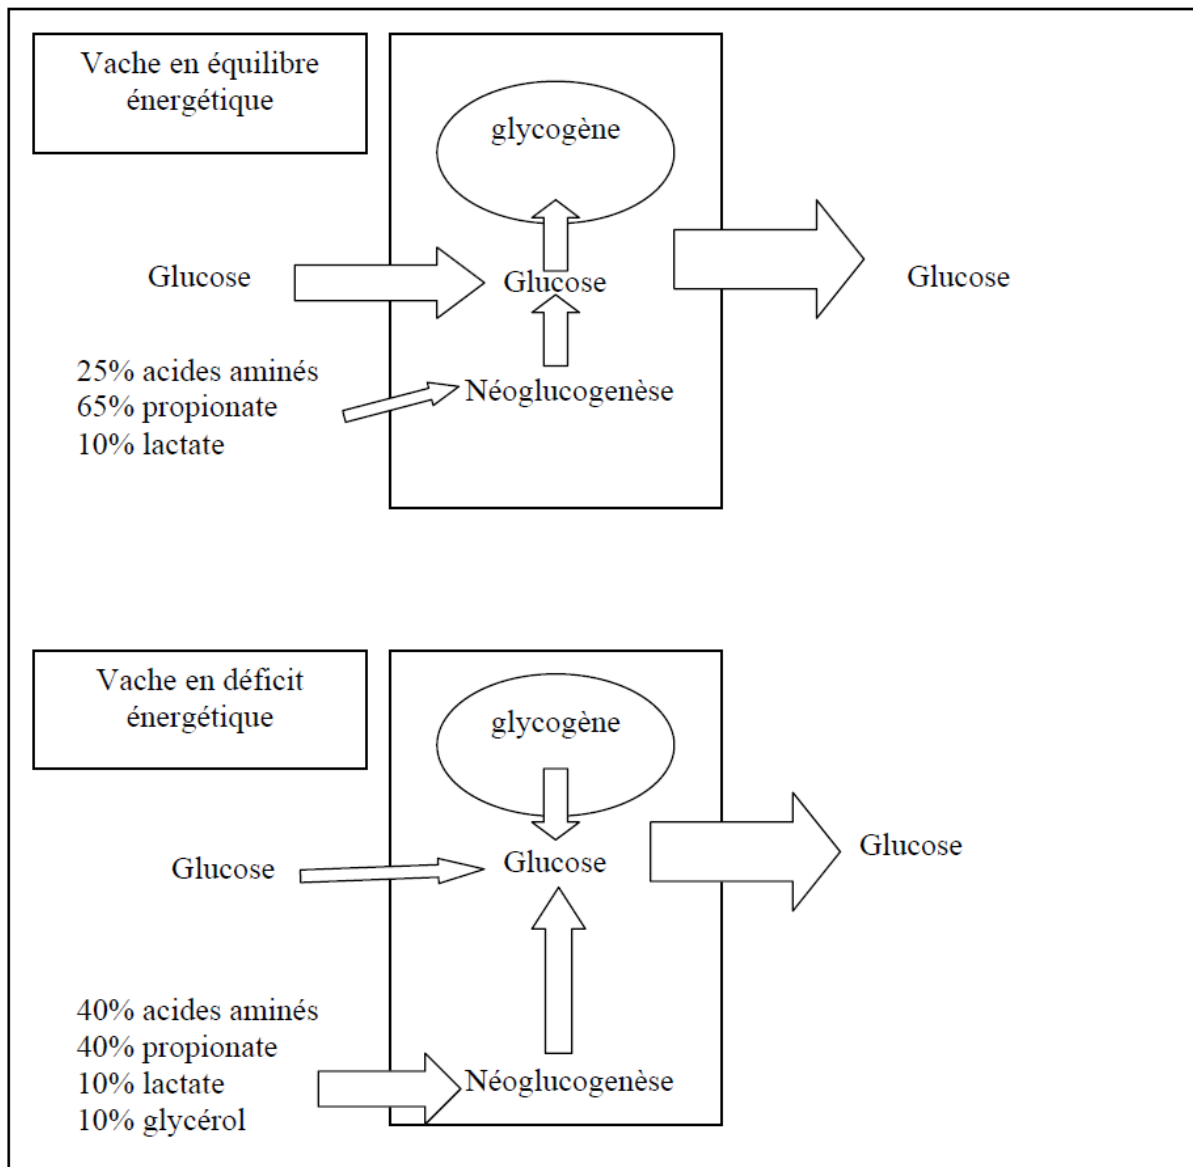 Vache en équilibre
énergétique
glycogène
Glucose
Glucose
Glucose
25% acides aminés
65% propionate
10% lactate
Néoglucogenèse
Vache en déficit
énergétique
glycogène
Glucose
Glucose
Glucose
40% acides aminés
40% propionate
10% lactate
10% glycérol
Néoglucogenèse